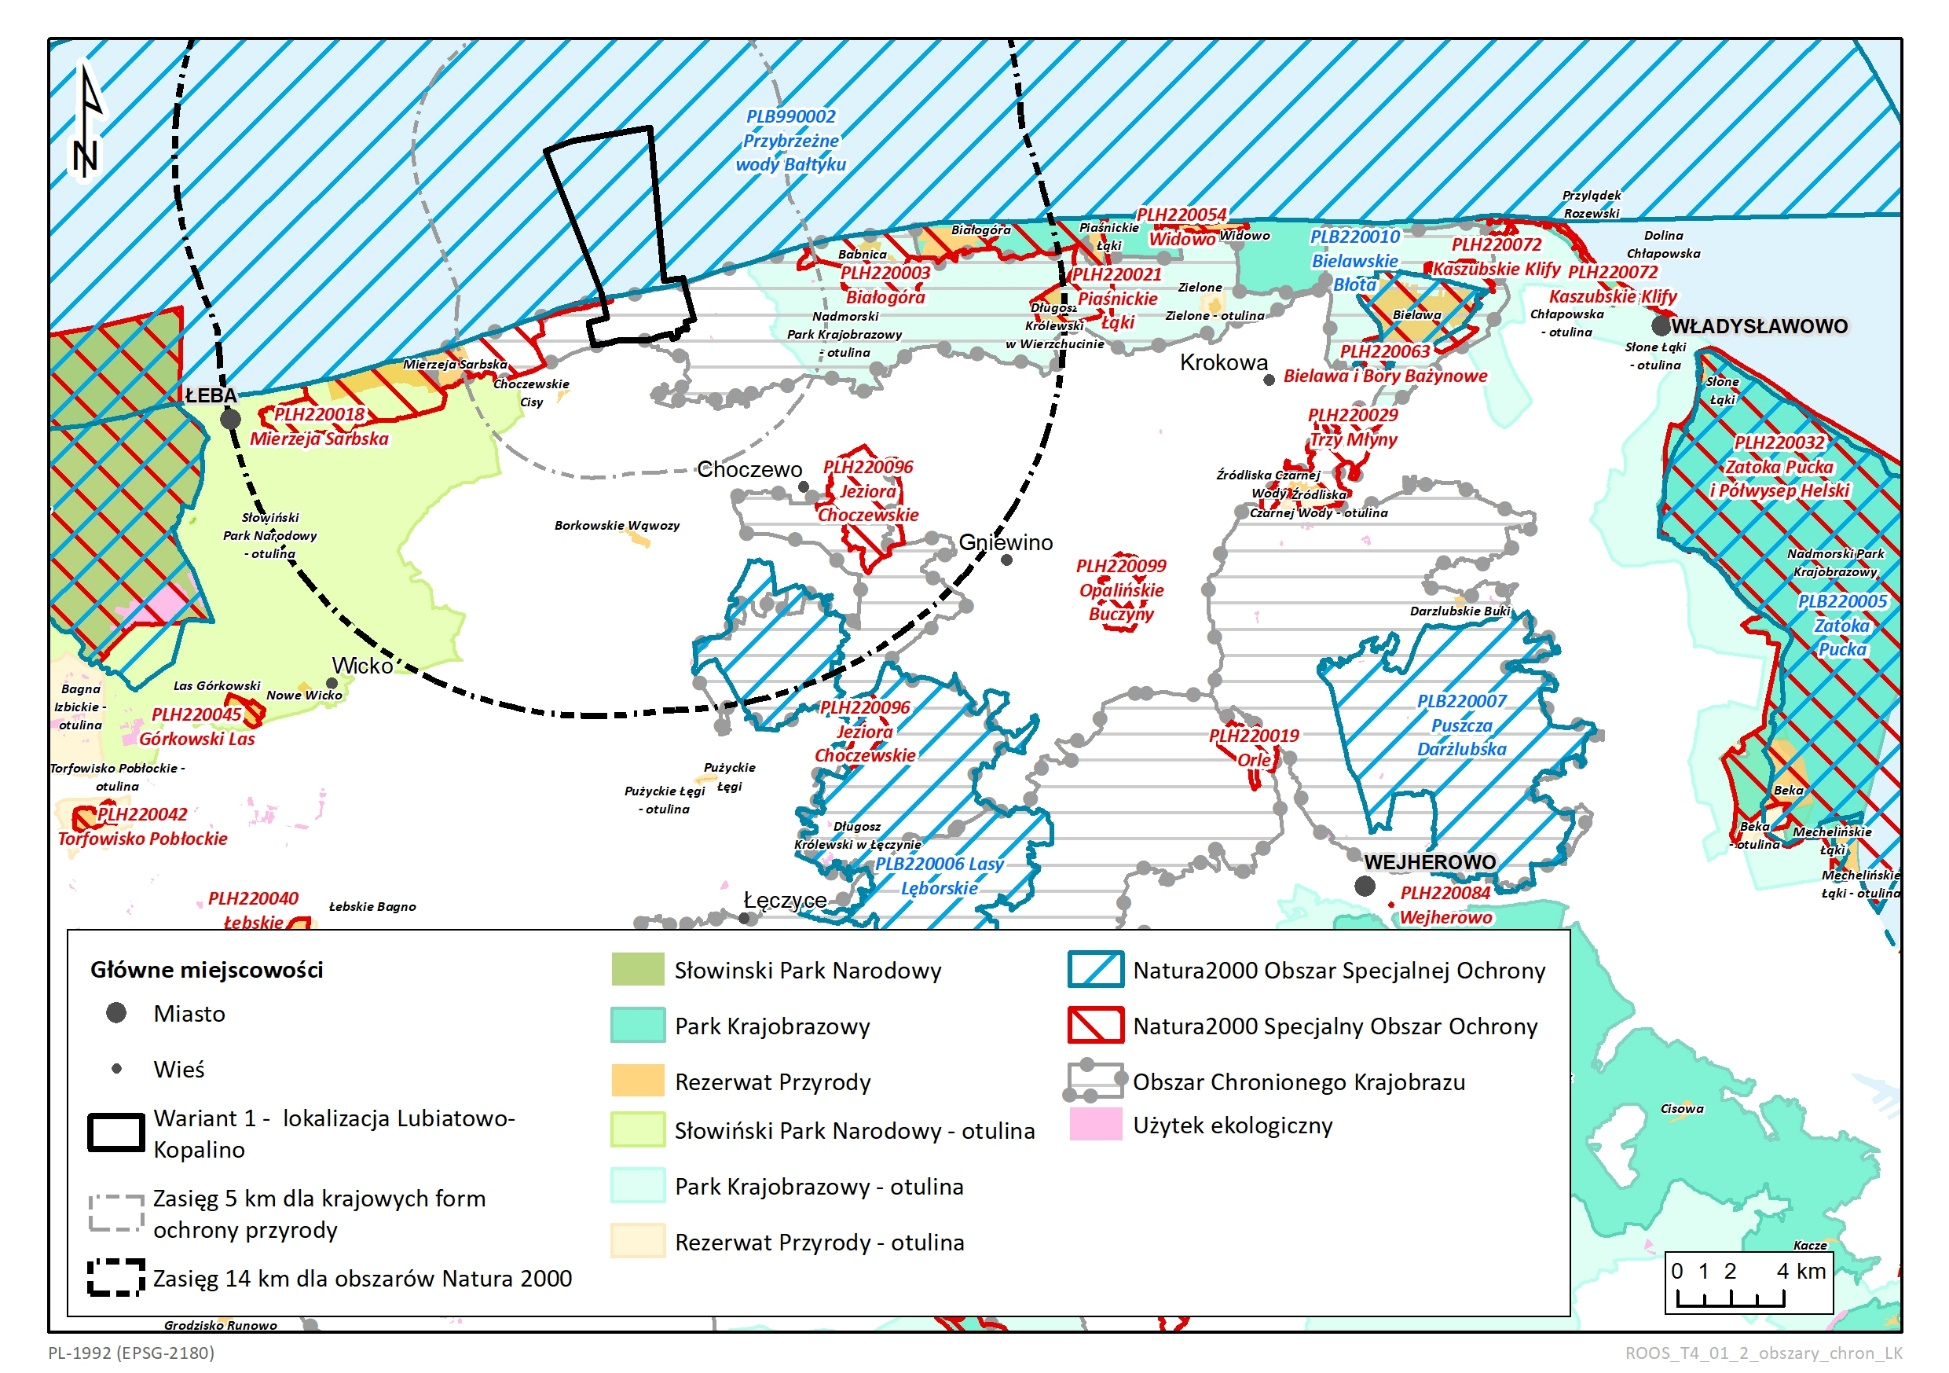 N
PLB990002
Przybrzeżne
wody Bałtyku
Przylądek
Rozewski
PLH220054
Widowo
Widowo
Białogóra
Piaśnickie
Łąki
Babnica
PLH220003
Białogóra
PLH220021
Piaśnickie
Łąki
PLB220010
Bielawskie
Błota
PLH220072
Kaszubskie Klify
Dolina
Chłapowska
PLH220072
Kaszubskie Klify
Chłapowska
- otulina
WŁADYSŁAWOWO
Słone Łąki
- otulina
Nadmorski
Park Krajobrazowy
- otulina
Długosz
Królewski
w Wierzchucinie
Zielone
Zielone - otulina
Bielawa
Krokowa
PLH220063
Bielawa i Bory Bażynowe
Mierzeja Sarbska
Choczewskie
Cisy
ŁEBA
PLH220018
Mierzeja Sarbska
Słone
Łąki
PLH220029
Trzy Młyny
PLH220032
Zatoka Pucka
i Półwysep Helski
Choczewo
PLH220096
Jeziora
Choczewskie
Źródliska Czarnej
Wody
Źródliska
Czarnej Wody - otulina
Słowiński
Park Narodowy
- otulina
Borkowskie Wąwozy
Gniewino
PLH220099
Opalińskie
Buczyny
Nadmorski Park
Krajobrazowy
PLB220005
Zatoka
Pucka
Darzlubskie Buki
Wicko
Las Górkowski
Nowe Wicko
PLH220045
Górkowski Las
Bagna
Izbickie -
otulina
PLH220096
Jeziora
Choczewskie
PLB220007
Puszcza
Darżlubska
PLH220019
Orle
Torfowisko Pobłockie -
otulina
PLH220042
Torfowisko Pobłockie
Pużyckie
Łęgi
Pużyckie Łęgi
- otulina
Długosz
Królewski w Łęczynie
PLB220006 Lasy
Lęborskie
Beka
Beka
- otulina
Mechelińskie
Łąki
Mechelińskie
Łąki - otulina
WEJHEROWO
PLH220084
Wejherowo
PLH220040
Łebskie
Łebskie Bagno
Łęczyce
Główne miejscowości
Miasto
Wieś
Wariant 1 - lokalizacja Lubiatowo-
Kopalino
Zasięg 5 km dla krajowych form
ochrony przyrody
Zasięg 14 km dla obszarów Natura 2000
Słowinski Park Narodowy
Park Krajobrazowy
Rezerwat Przyrody
Słowiński Park Narodowy - otulina
Park Krajobrazowy - otulina
Rezerwat Przyrody - otulina
Natura2000 Obszar Specjalnej Ochrony
Natura2000 Specjalny Obszar Ochrony
Obszar Chronionego Krajobrazu
Użytek ekologiczny
Cisowa
Kacze
0 1 2 4 km
Grodzisko Runowo
PL-1992 (EPSG-2180)
ROOS_T4_01_2_obszary_chron_LK